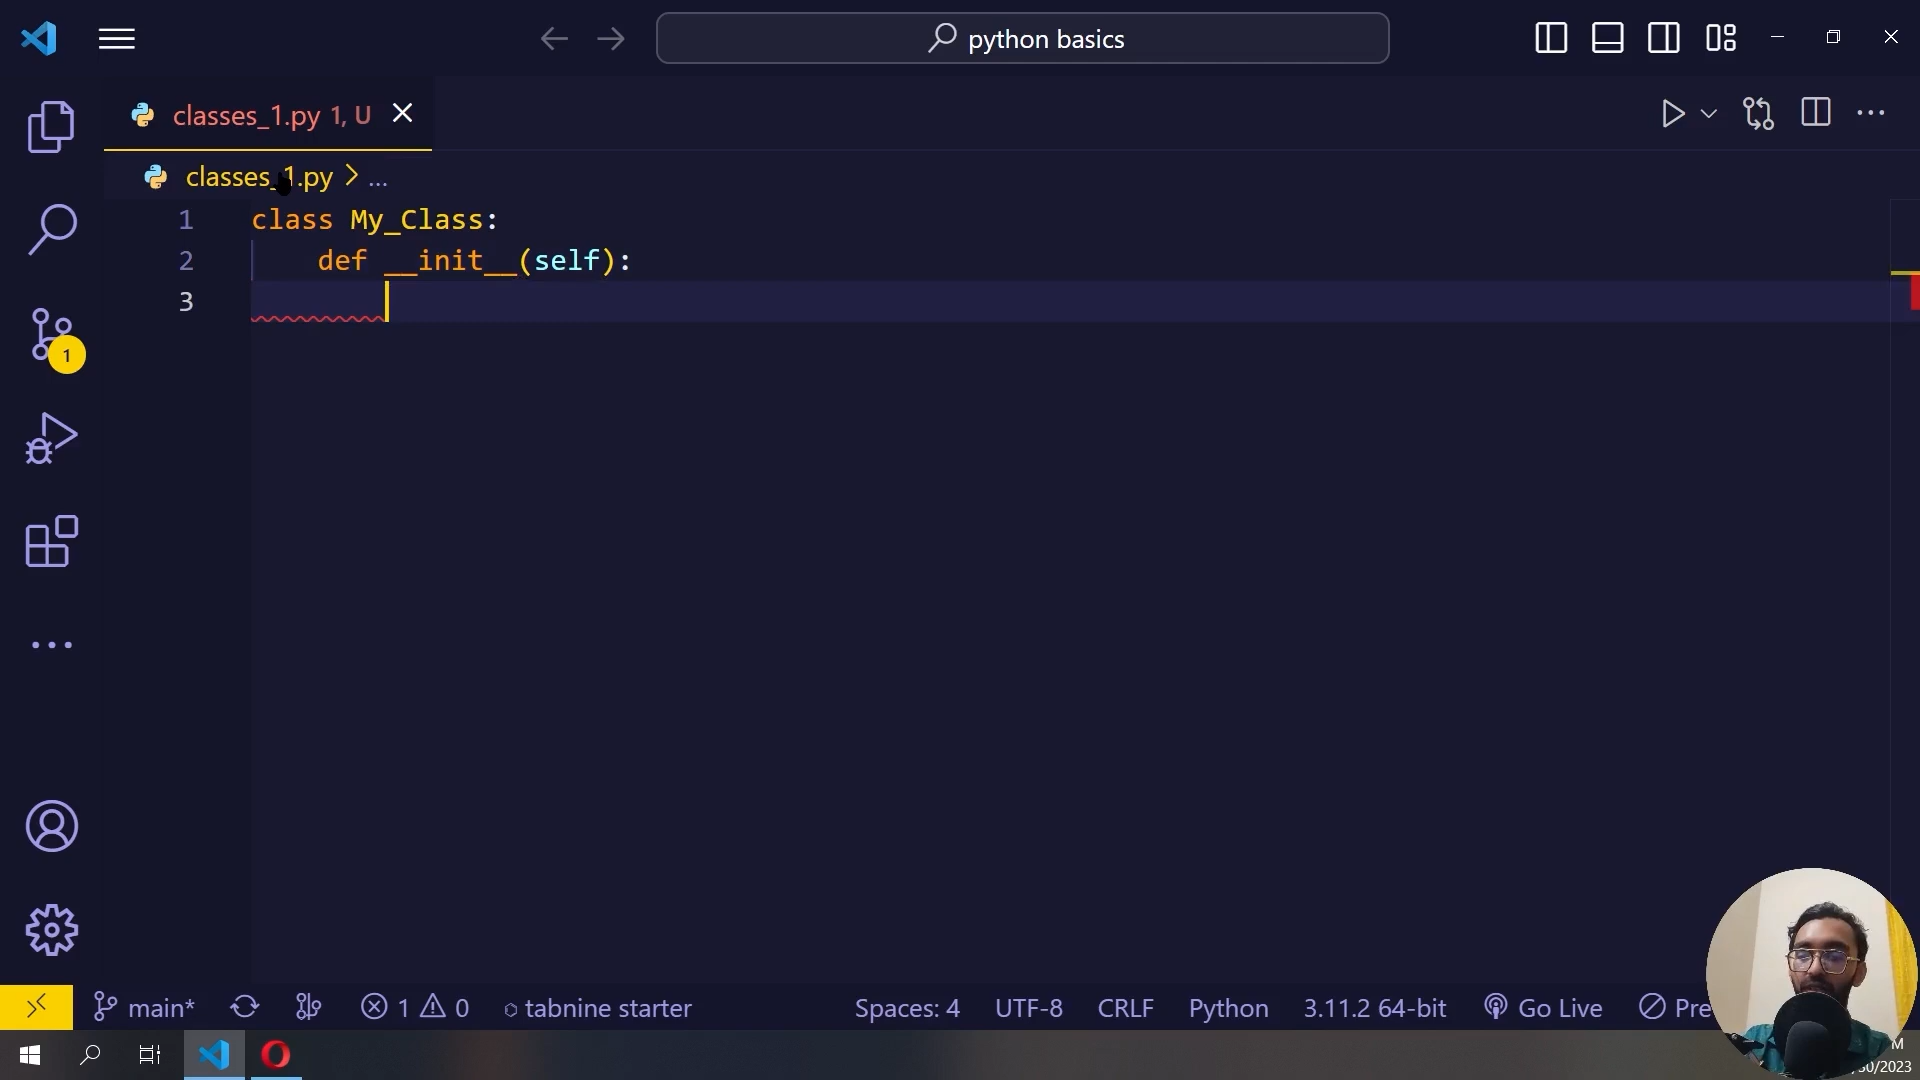 python basics
classes_1.py 1, U
classes_1.py > ...
1 class My_Class:
2 def __init__(self):
3
1
main* 1 0 tabnine starter Spaces: 4 UTF-8 CRLF Python 3.11.2 64-bit Go Live